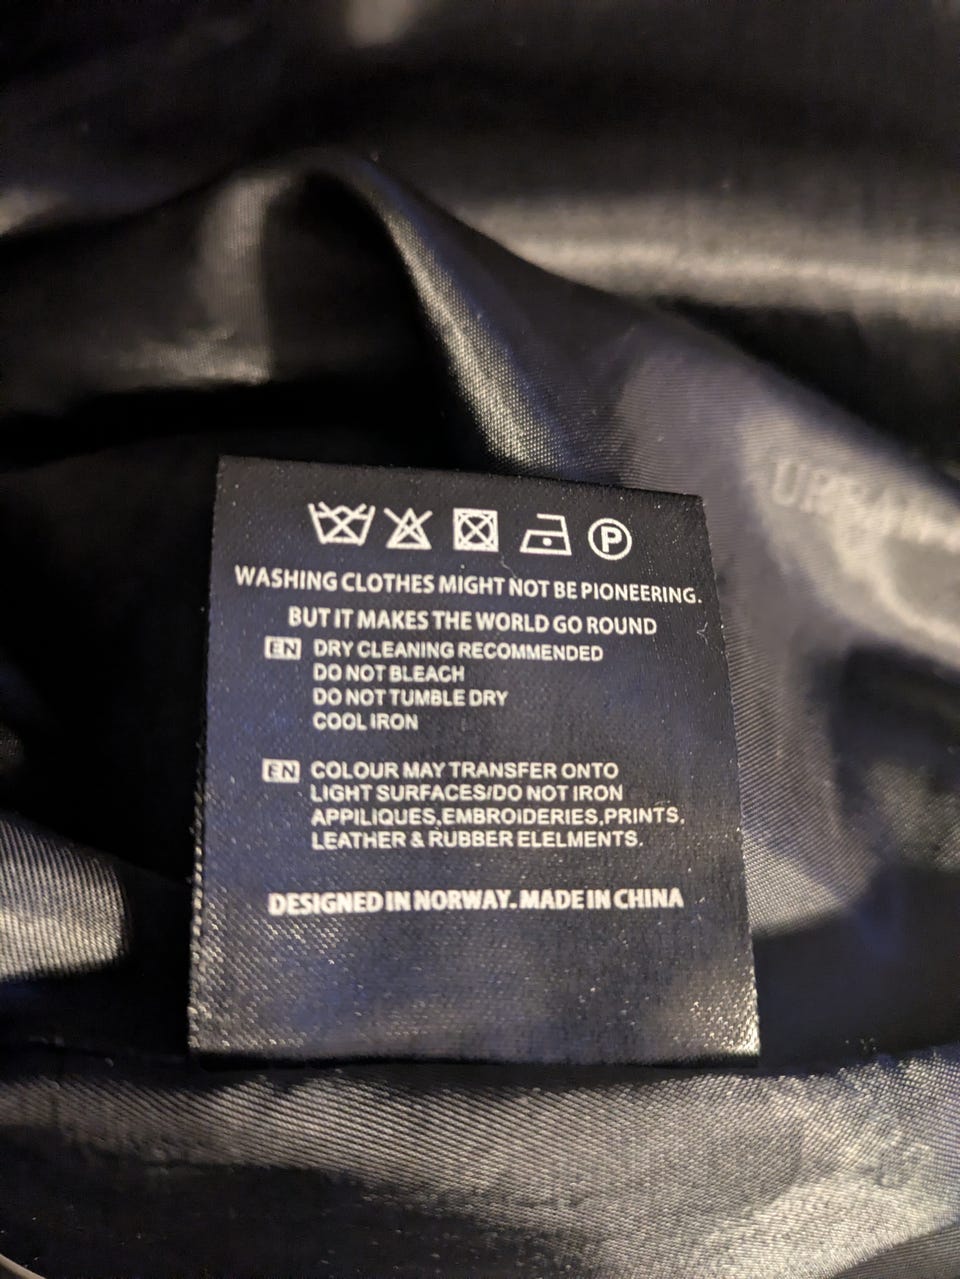 P
WASHING CLOTHES MIGHT NOT BE PIONEERING.
BUT IT MAKES THE WORLD GO ROUND
EN DRY CLEANING RECOMMENDED
DO NOT BLEACH
DO NOT TUMBLE DRY
COOL IRON
EN COLOUR MAY TRANSFER ONTO
LIGHT SURFACES/DO NOT IRON
APPILIQUES,EMBROIDERIES,PRINTS,
LEATHER & RUBBER ELELMENTS.
DESIGNED IN NORWAY. MADE IN CHINA